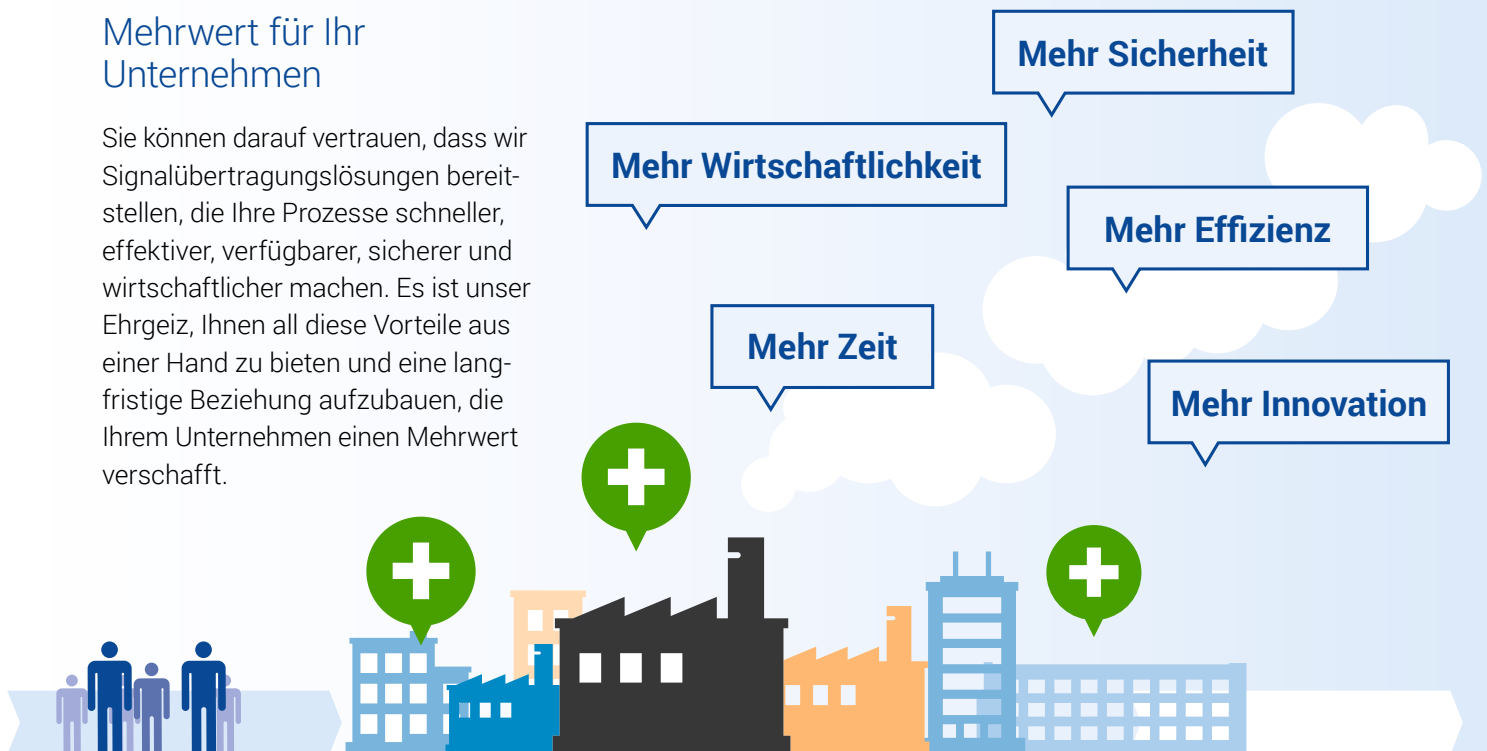 Mehrwert für Ihr
Unternehmen
Sie können darauf vertrauen, dass wir
Signalübertragungslösungen bereit-
stellen, die Ihre Prozesse schneller,
effektiver, verfügbarer, sicherer und
wirtschaftlicher machen. Es ist unser
Ehrgeiz, Ihnen all diese Vorteile aus
einer Hand zu bieten und eine lang-
fristige Beziehung aufzubauen, die
Ihrem Unternehmen einen Mehrwert
verschafft.
Mehr Sicherheit
Mehr Wirtschaftlichkeit
Mehr Effizienz
Mehr Zeit
Mehr Innovation